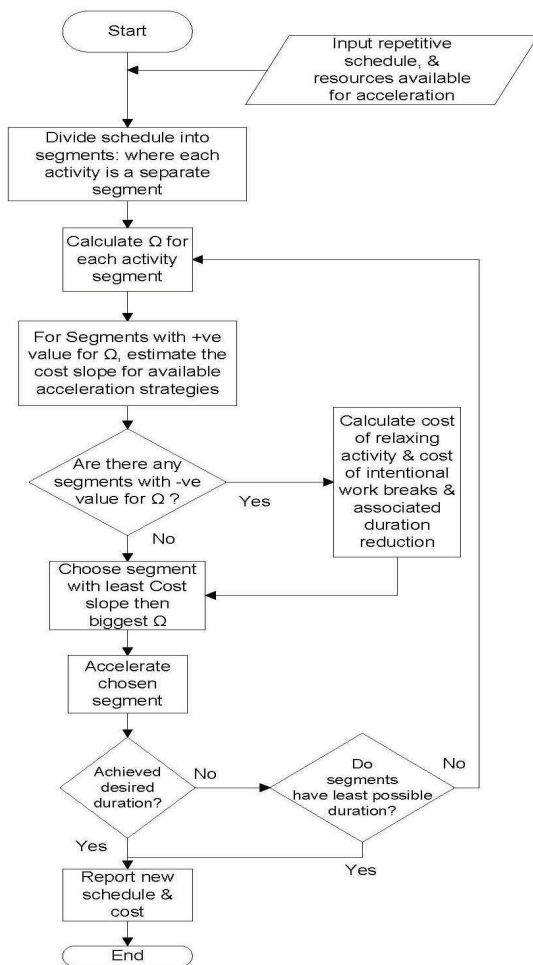 Start
Input repetitive
schedule, &
resources available
for acceleration
Divide schedule into
segments: where each
activity is a separate
segment
Calculate Ω for
each activity
segment
For Segments with +ve
value for Ω, estimate the
cost slope for available
acceleration strategies
Are there any
segments with -ve
value for Ω ?
Yes
No
Calculate cost
of relaxing
activity & cost
of intentional
work breaks &
associated
duration
reduction
Choose segment
with least Cost
slope then
biggest Ω
Accelerate
chosen
segment
Achieved
desired
duration?
No
Yes
Do
segments
have least possible
duration?
No
Yes
Report new
schedule &
cost
End